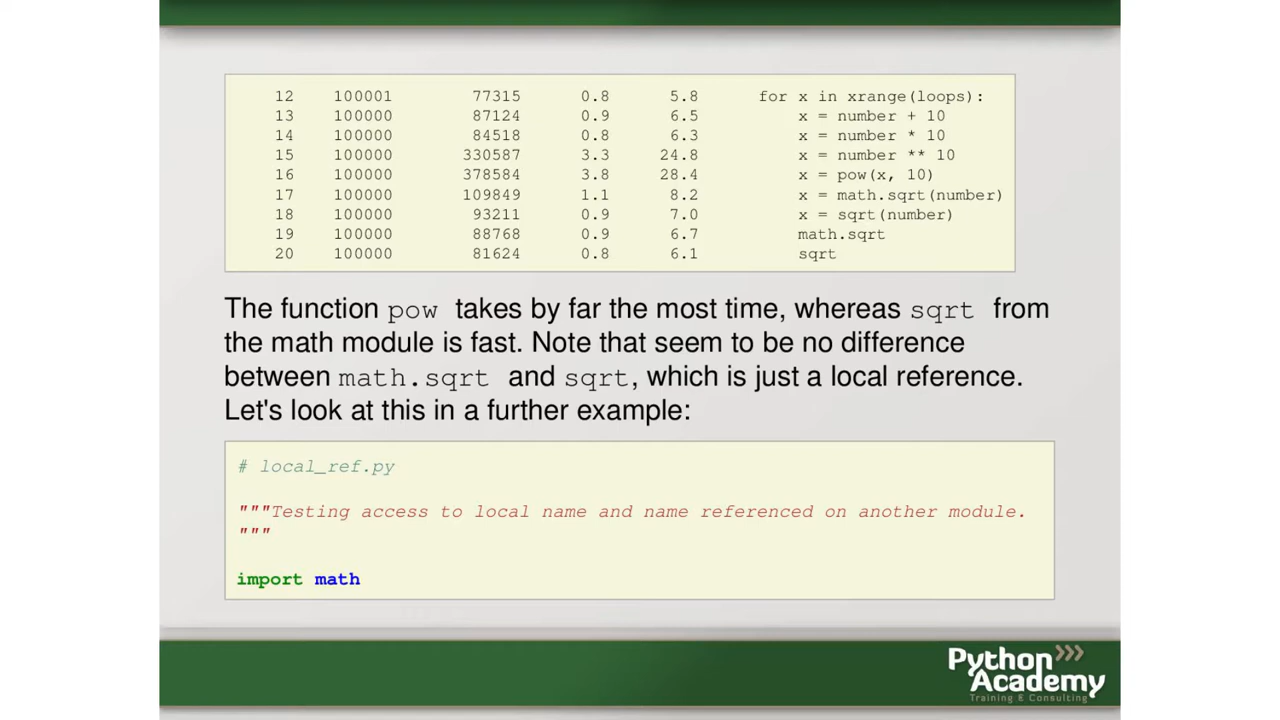 12 100001 77315 0.8 5.8 for x in xrange(loops):
13 100000 87124 0.9 6.5 x = number + 10
14 100000 84518 0.8 6.3 x = number * 10
15 100000 330587 3.3 24.8 x = number ** 10
16 100000 378584 3.8 28.4 x = pow(x, 10)
17 100000 109849 1.1 8.2 x = math.sqrt(number)
18 100000 93211 0.9 7.0 x = sqrt(number)
19 100000 88768 0.9 6.7 math.sqrt
20 100000 81624 0.8 6.1 sqrt
The function pow takes by far the most time, whereas sqrt from
the math module is fast. Note that seem to be no difference
between math.sqrt and sqrt, which is just a local reference.
Let's look at this in a further example:
# local_ref.py
"""Testing access to local name and name referenced on another module.
"""
import math
Python
Academy
Training & Consulting